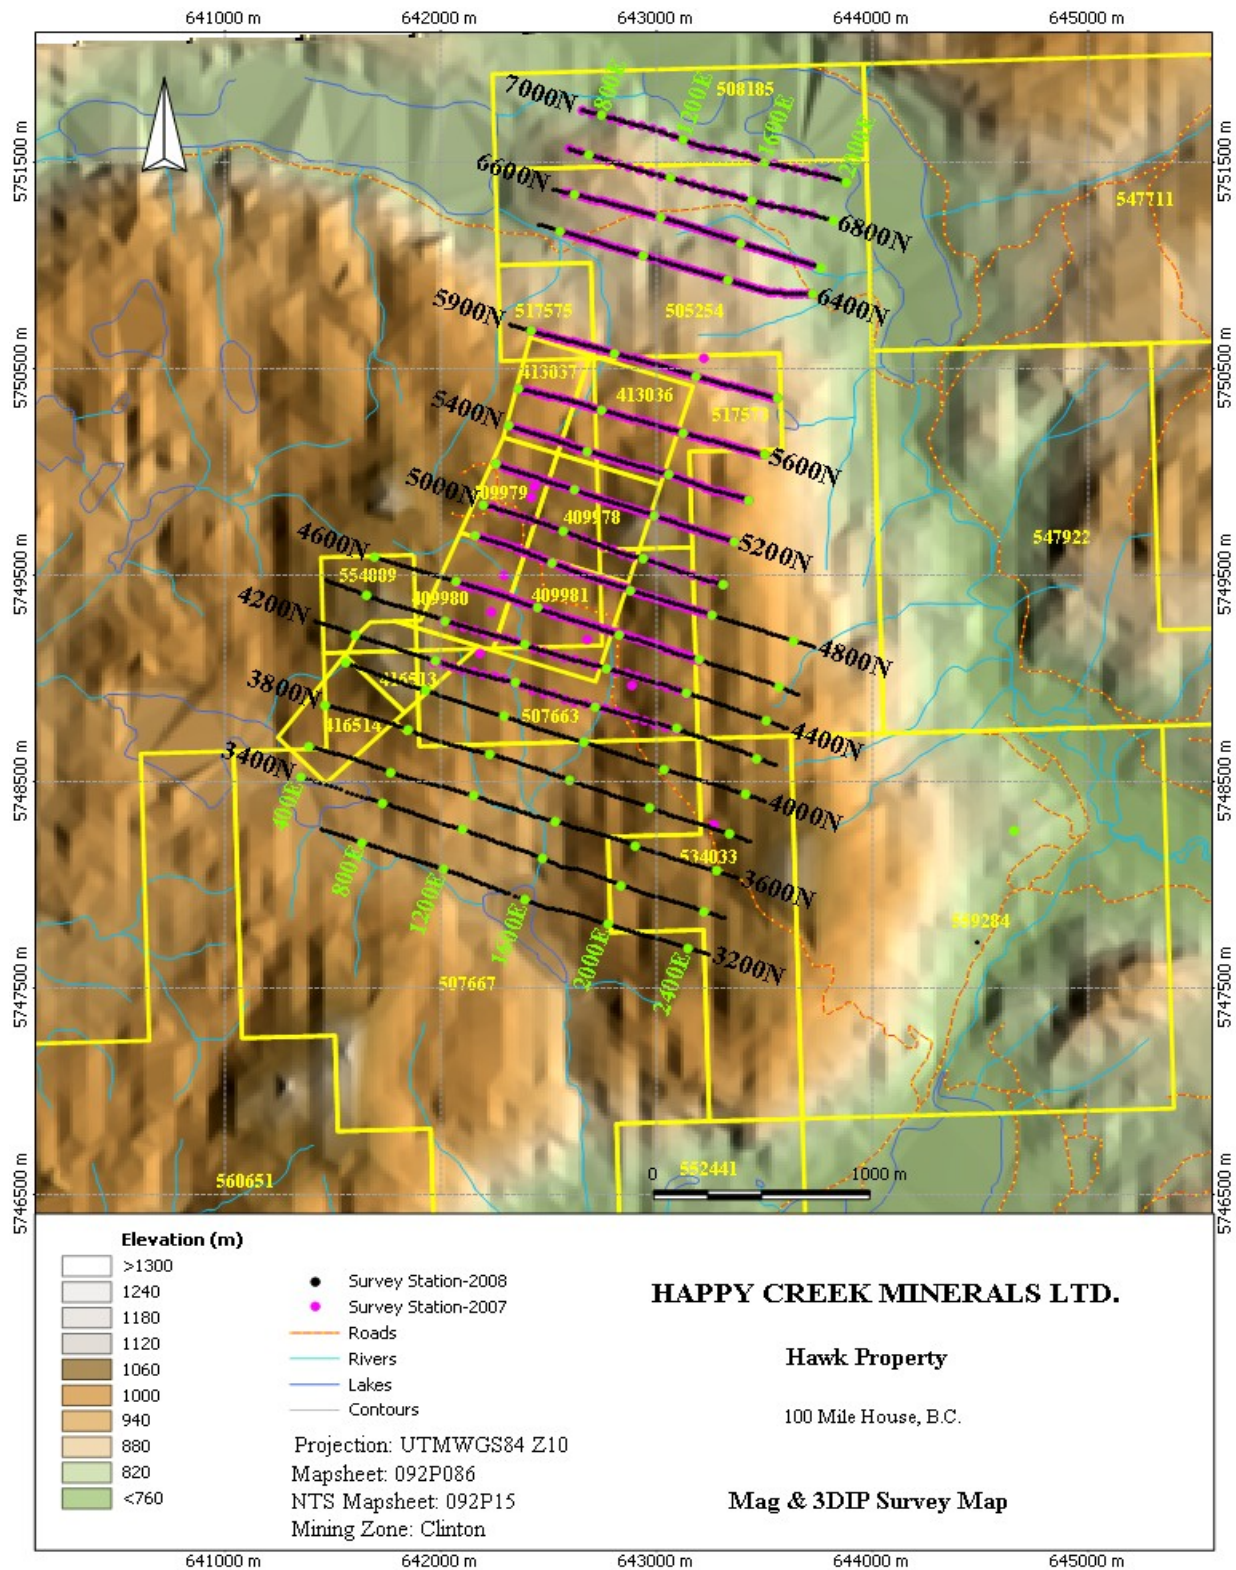 641000 m
642000 m
643000 m
644000 m
645000 m
5751500 m
5750500 m
5749500 m
5748500 m
5747500 m
5746500 m
5751500 m
5750500 m
5749500 m
5748500 m
5747500 m
5746500 m
7000N
800E
1200E
508185
1600E
6600N
547711
6800N
6400N
5900N
517575
505254
413037
413036
5400N
5600N
5000N
409978
5200N
547922
4600N
554889
409980
409981
4200N
4800N
416513
3800N
507663
416514
4400N
3400N
4000N
400E
534033
800E
3600N
1200E
1600E
2000E
3200N
2400E
507667
560651
552441
0
1000 m
Elevation (m)
>1300
1240
1180
1120
1060
1000
940
880
820
<760
Survey Station-2008
Survey Station-2007
Roads
Rivers
Lakes
Contours
Projection: UTMWGS84 Z10
Mapsheet: 092P086
NTS Mapsheet: 092P15
Mining Zone: Clinton
HAPPY CREEK MINERALS LTD.
Hawk Property
100 Mile House, B.C.
Mag & 3DIP Survey Map
641000 m
642000 m
643000 m
644000 m
645000 m